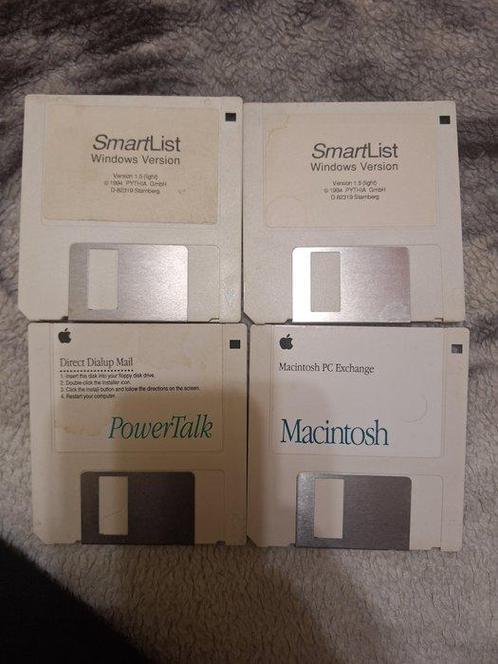 SmartList
Windows Version
Version 1.5 (light)
© 1994 PYTHIA GmbH
D-82319 Starnberg
SmartList
Windows Version
Version 1.5 (light)
© 1994 PYTHIA GmbH
D-82319 Starnberg
Direct Dialup Mail
1. Insert this disk into your floppy disk drive.
2. Double-click the Installer icon.
3. Click the Install button and follow the directions on the screen.
4. Restart your computer.
PowerTalk
Macintosh PC Exchange
Macintosh